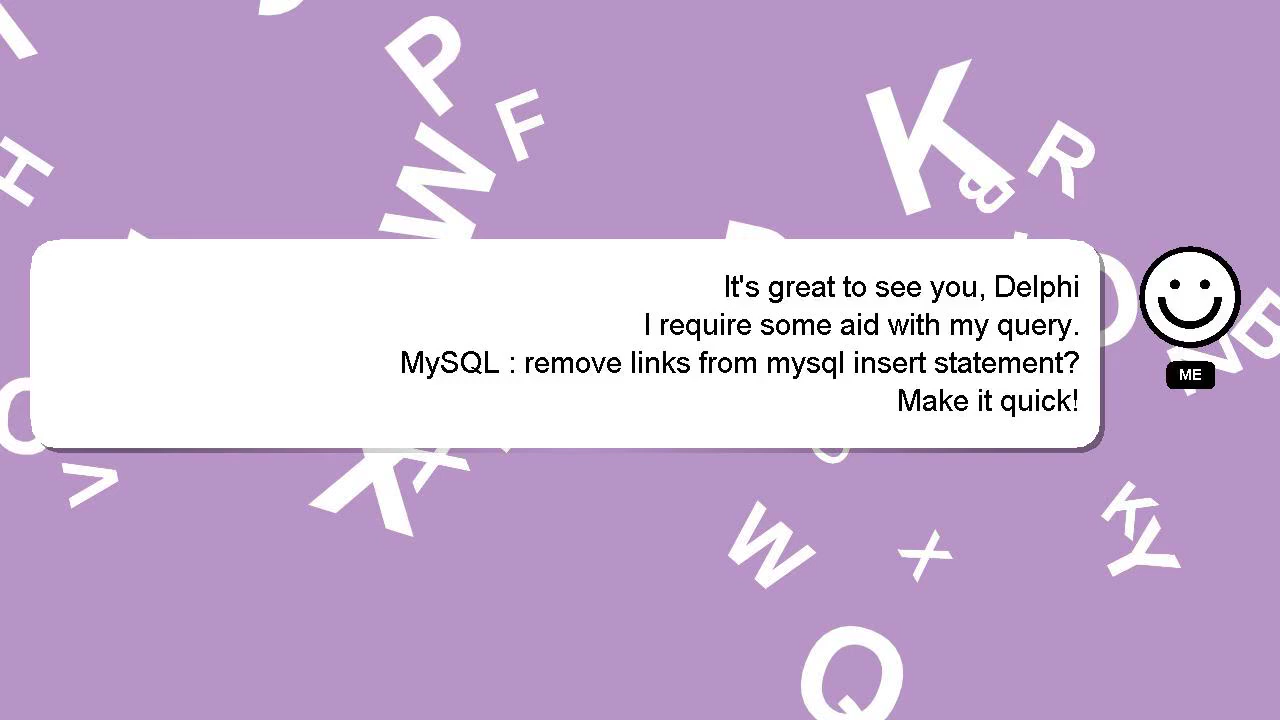 It's great to see you, Delphi
I require some aid with my query.
MySQL : remove links from mysql insert statement?
Make it quick!
ME